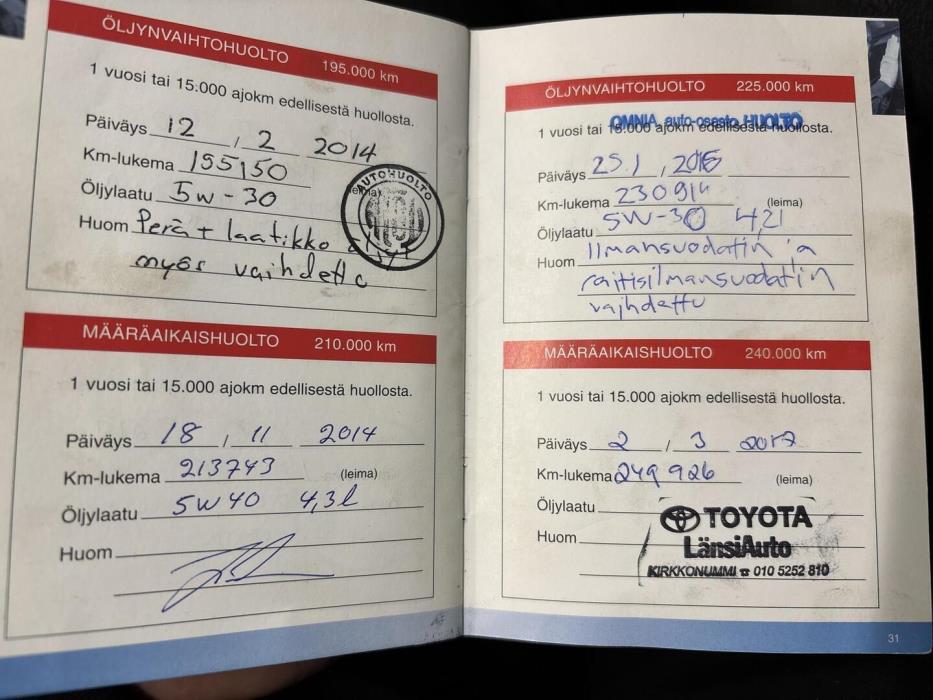 ÖLJYNVAIHTOHUOLTO 195.000 km
1 vuosi tai 15.000 ajokm edellisestä huollosta.
Päiväys 12 / 2 2014
Km-lukema 195150 (leima)
AUTOHUOLTO
Öljylaatu 5w-30
Huom Perä + laatikko öljyt
myös vaihdettu
MÄÄRÄAIKAISHUOLTO 210.000 km
1 vuosi tai 15.000 ajokm edellisestä huollosta.
Päiväys 18 / 11 2014
Km-lukema 213743 (leima)
Öljylaatu 5W40 4,3l
Huom
ÖLJYNVAIHTOHUOLTO 225.000 km
OMNIA auto-osasto HUOLTO
1 vuosi tai 15.000 ajokm edellisestä huollosta.
Päiväys 25.1 /
Km-lukema 230914 (leima)
Öljylaatu 5W-30 4,2l
Huom Ilmansuodatin ja
raitisilmansuodatin
vaihdettu
MÄÄRÄAIKAISHUOLTO 240.000 km
1 vuosi tai 15.000 ajokm edellisestä huollosta.
Päiväys 2 / 3 2017
Km-lukema 249 926 (leima)
Öljylaatu
Huom
TOYOTA
LänsiAuto
KIRKKONUMMI ☎ 010 5252 810
31